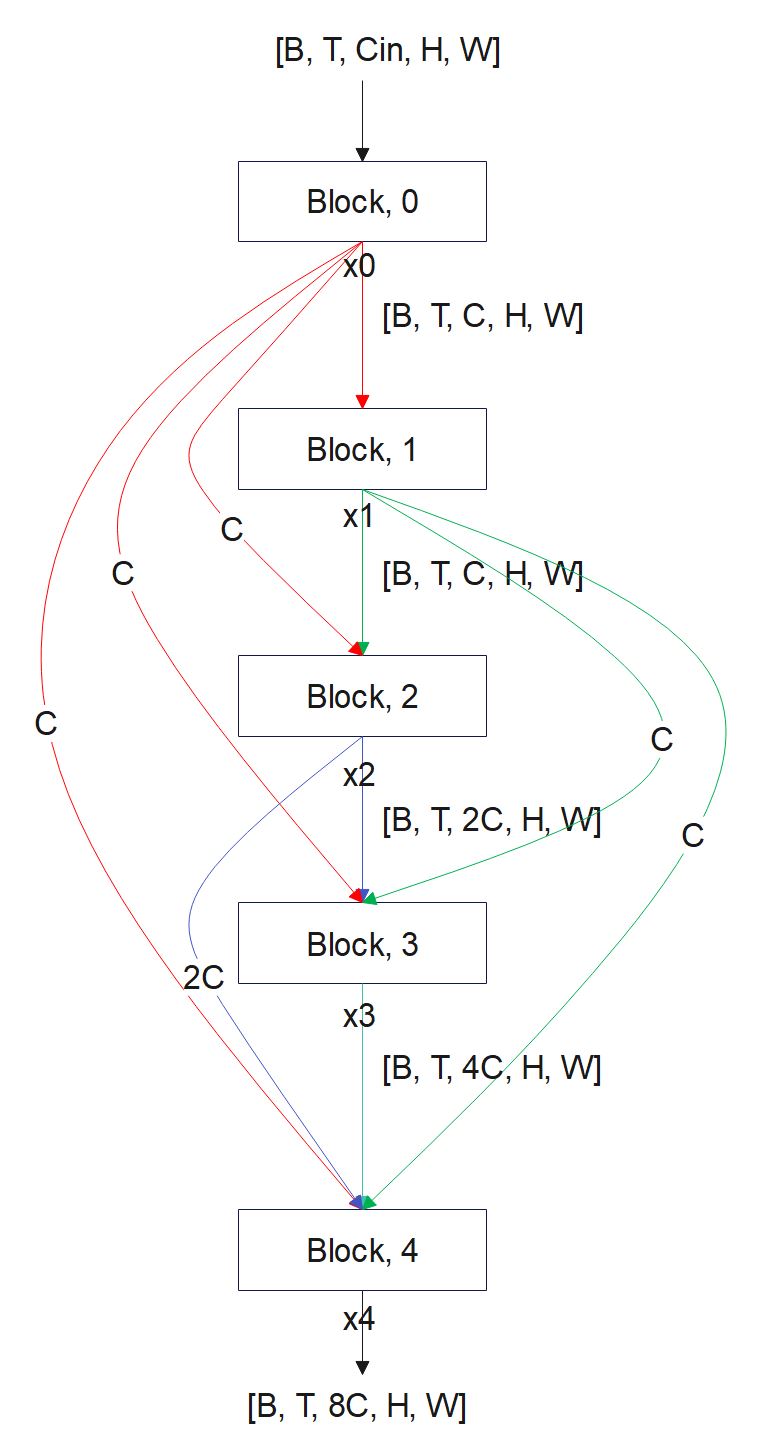 [B, T, Cin, H, W]
Block, 0
x0
[B, T, C, H, W]
Block, 1
x1
C
[B, T, C, H, W]
C
Block, 2
C
C
x2
[B, T, 2C, H, W]
C
Block, 3
2C
x3
[B, T, 4C, H, W]
Block, 4
x4
[B, T, 8C, H, W]